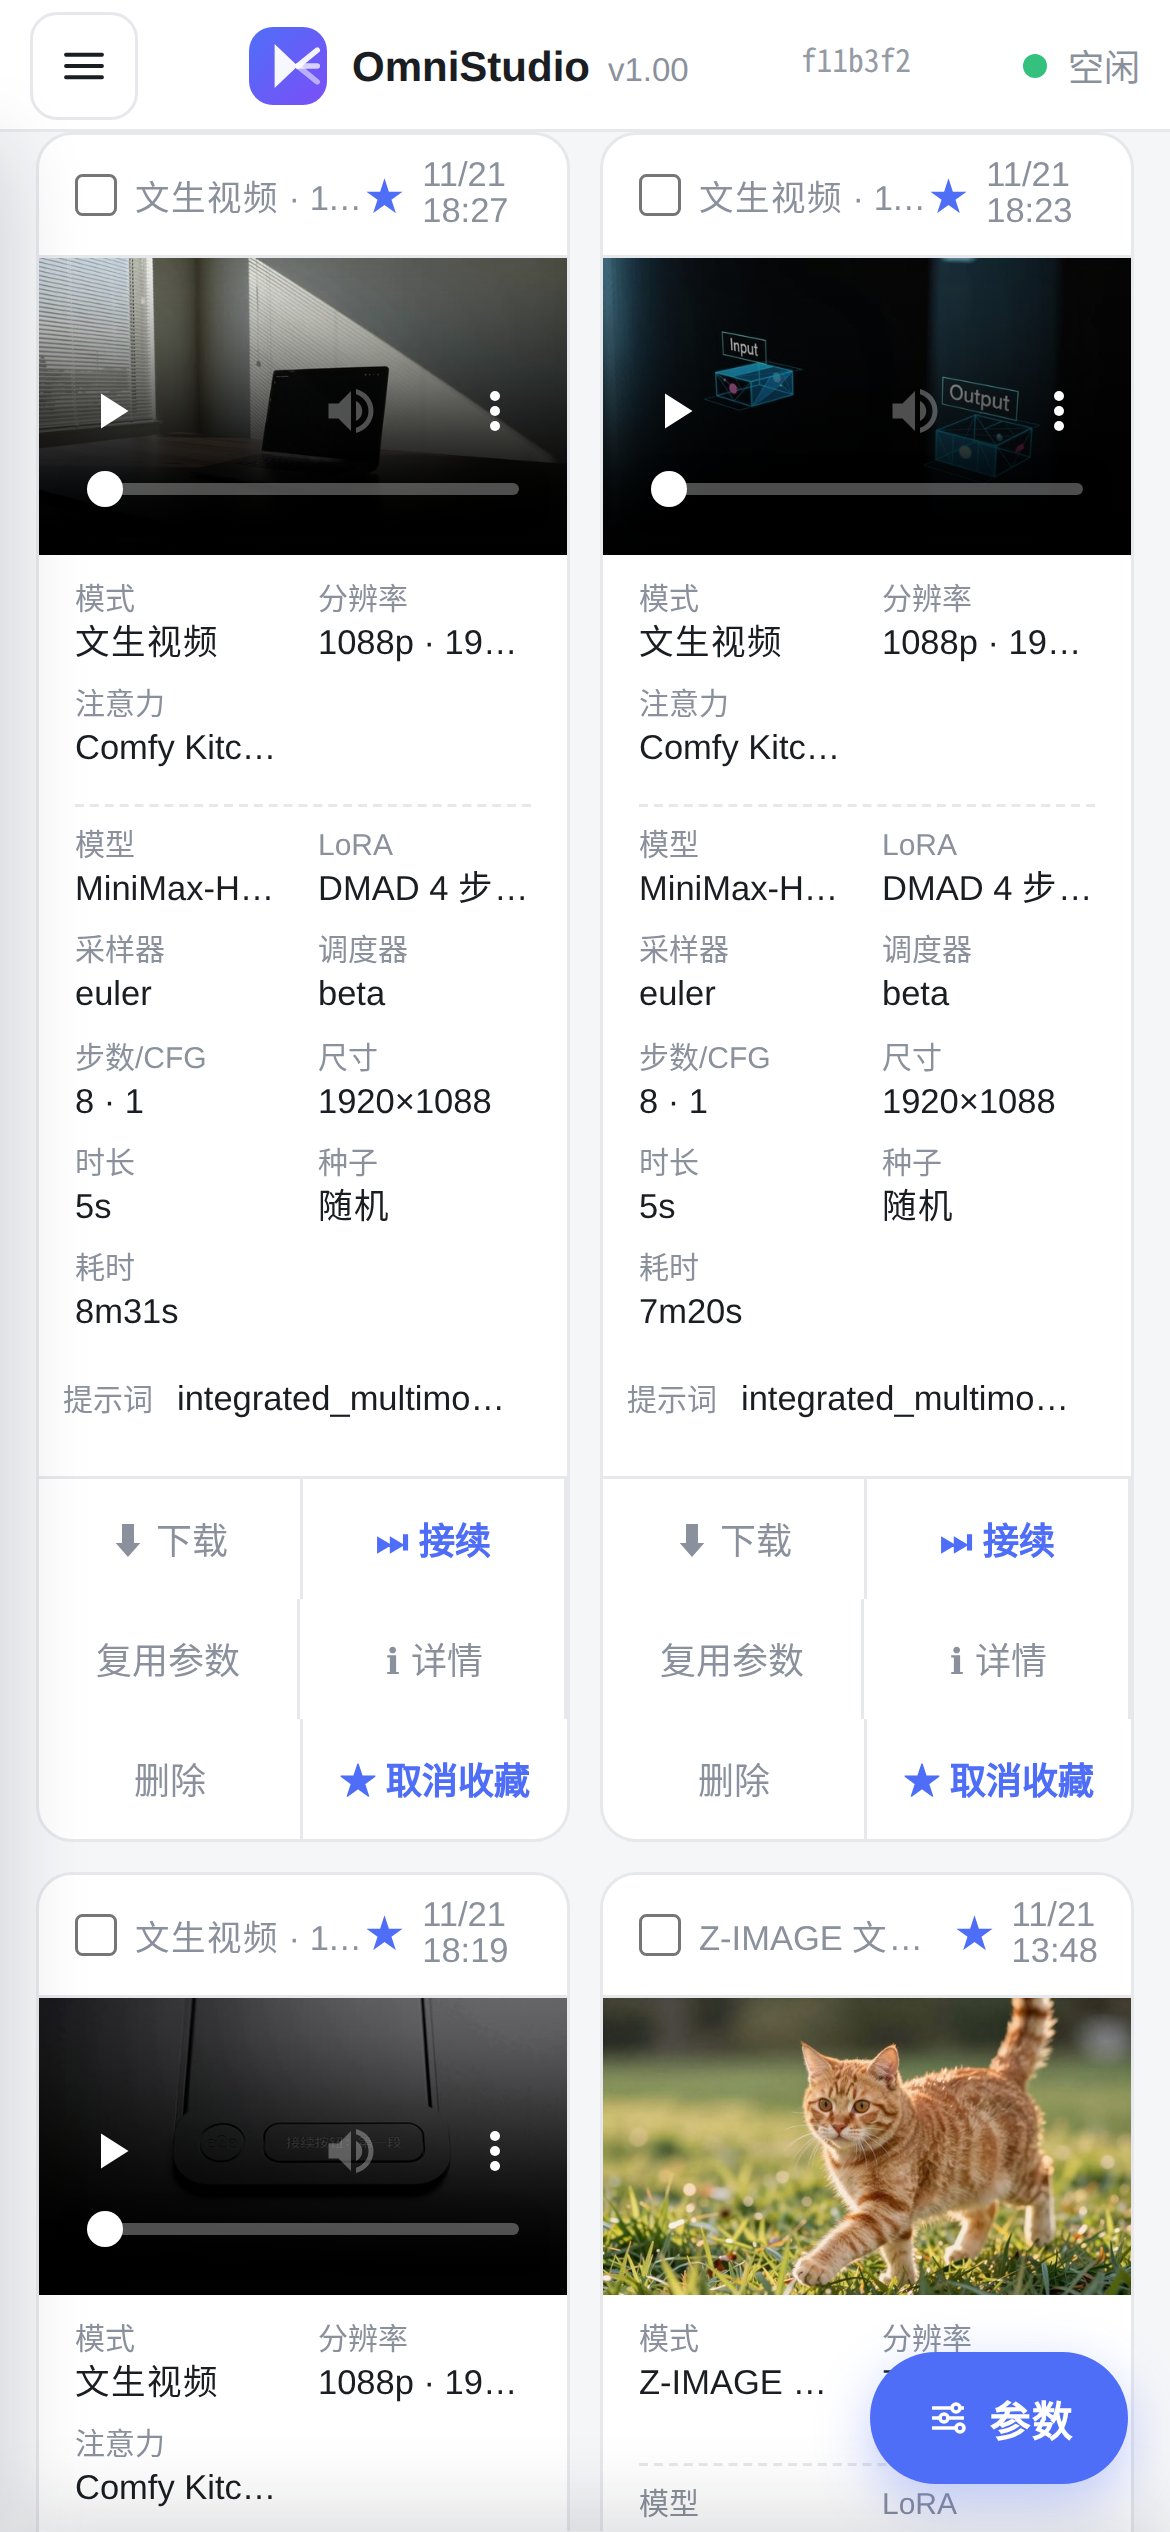 OmniStudio v1.00 f11b3f2 空闲
文生视频 · 1... ★ 11/21 18:27
Input
Output
模式 分辨率
文生视频 1088p · 19...
注意力
Comfy Kitc...
模型 LoRA
MiniMax-H... DMAD 4 步...
采样器 调度器
euler beta
步数/CFG 尺寸
8 · 1 1920×1088
时长 种子
5s 随机
耗时
8m31s
提示词 integrated_multimo...
下载 接续
复用参数 i 详情
删除 ★ 取消收藏
文生视频 · 1... ★ 11/21 18:23
模式 分辨率
文生视频 1088p · 19...
注意力
Comfy Kitc...
模型 LoRA
MiniMax-H... DMAD 4 步...
采样器 调度器
euler beta
步数/CFG 尺寸
8 · 1 1920×1088
时长 种子
5s 随机
耗时
7m20s
提示词 integrated_multimo...
下载 接续
复用参数 i 详情
删除 ★ 取消收藏
文生视频 · 1... ★ 11/21 18:19
模式 分辨率
文生视频 1088p · 19...
注意力
Comfy Kitc...
Z-IMAGE 文... ★ 11/21 13:48
模式 分辨率
Z-IMAGE ...
模型 LoRA
参数